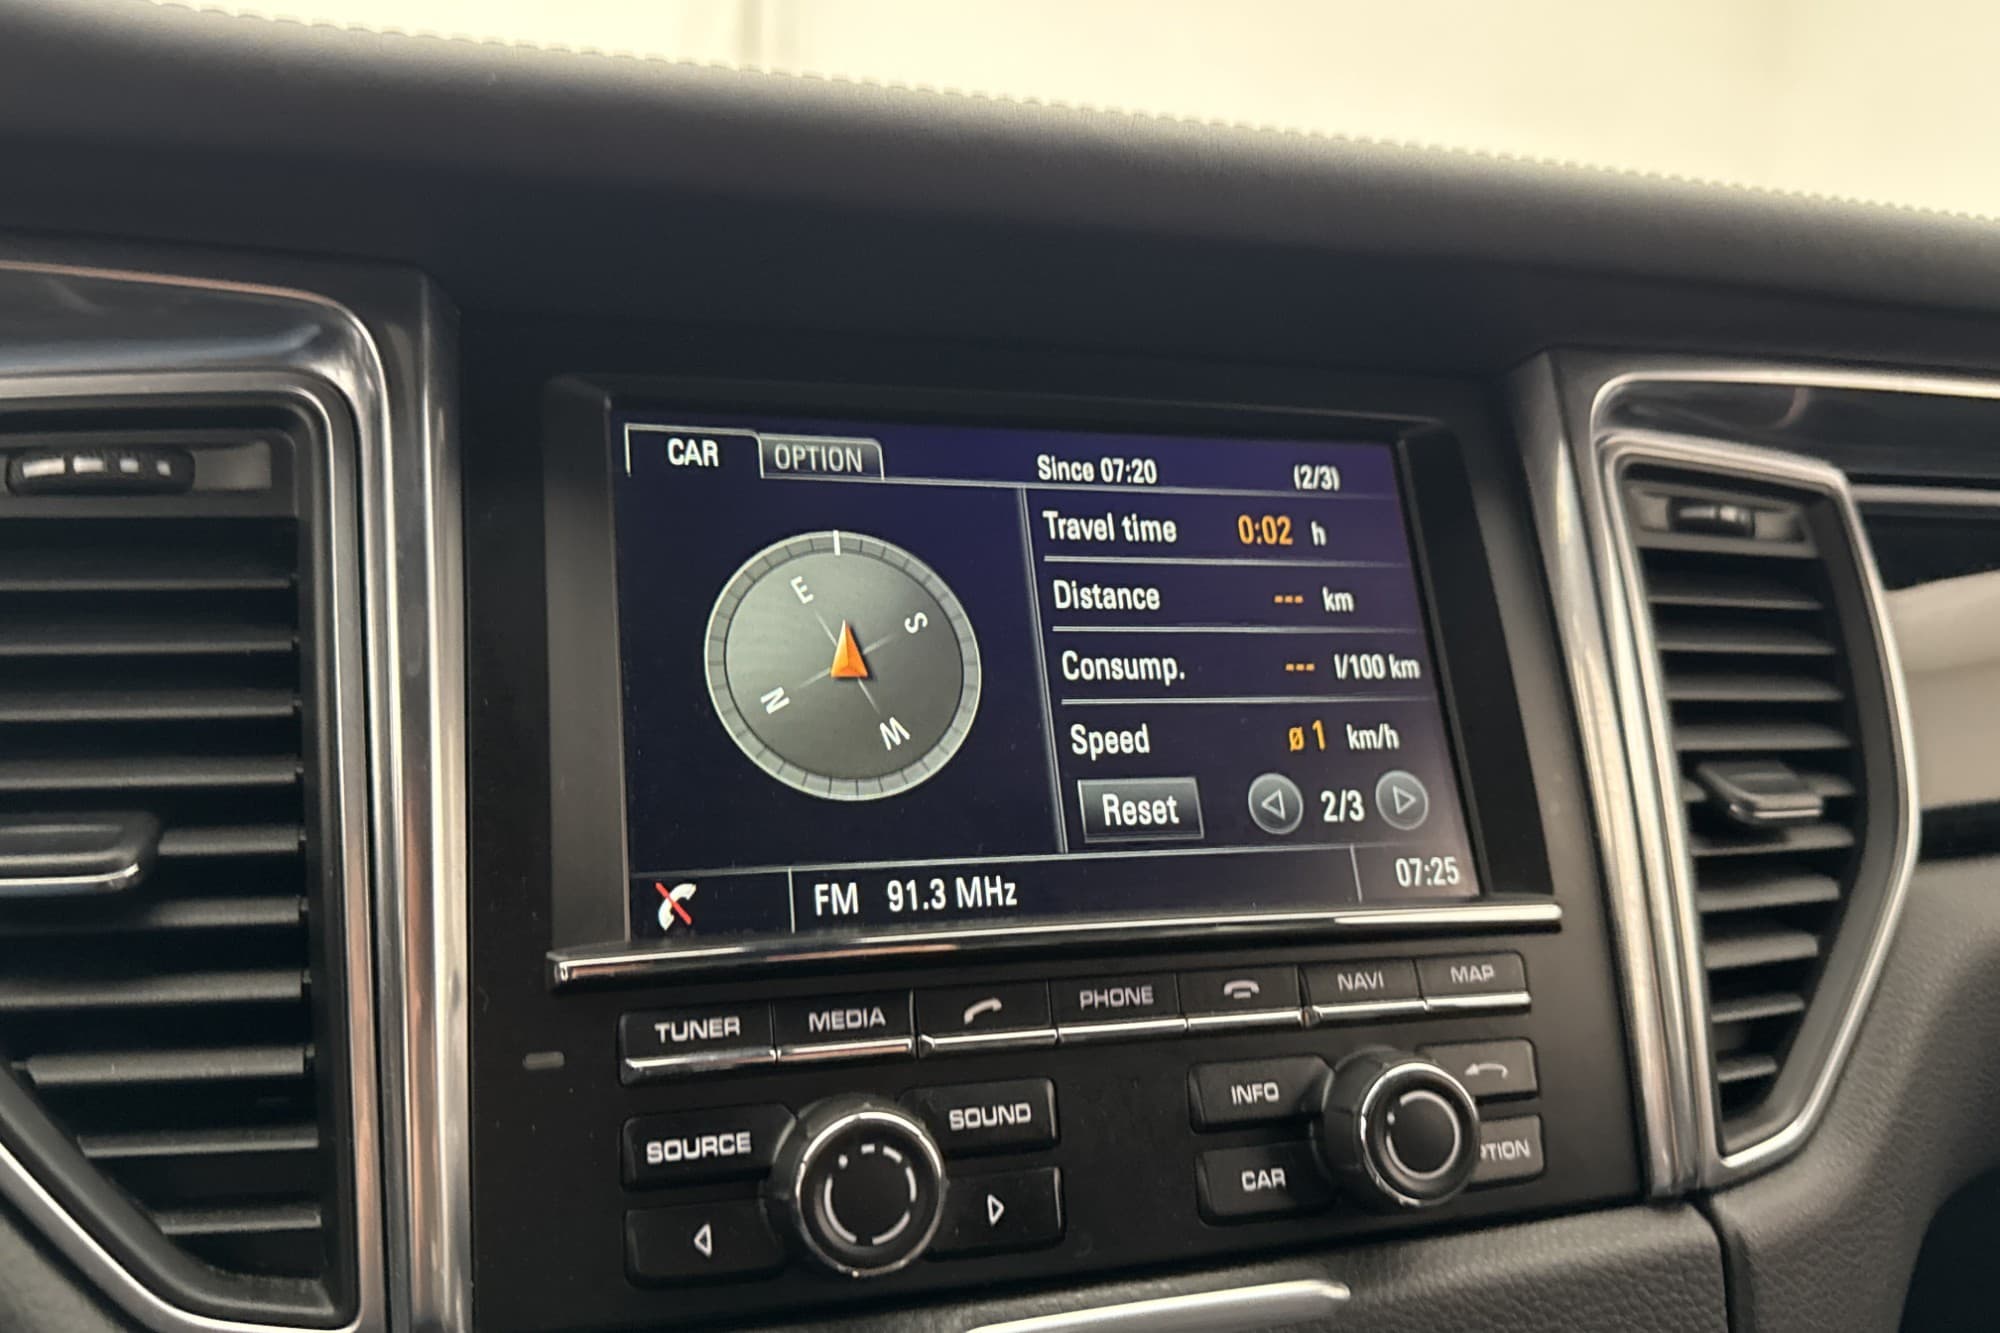 CAR OPTION Since 07:20 (2/3)
Travel time 0:02 h
Distance --- km
Consump. --- l/100 km
Speed ø 1 km/h
Reset 2/3
E
S
N
W
FM 91.3 MHz 07:25
TUNER MEDIA PHONE NAVI MAP
SOURCE SOUND INFO
CAR PTION